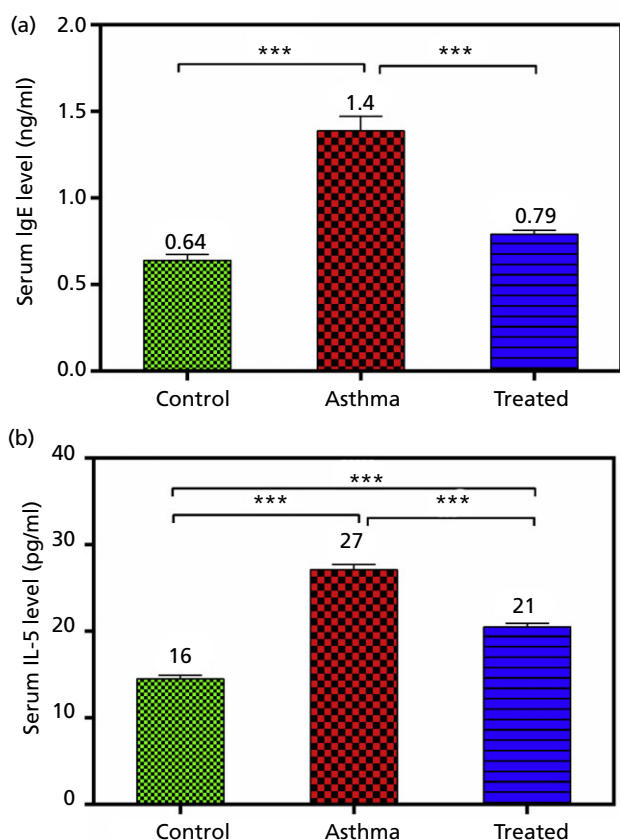 (a)
Serum IgE level (ng/ml)
2.0
1.5
1.0
0.5
0.0
***
***
0.64
1.4
0.79
Control
Asthma
Treated
(b)
Serum IL-5 level (pg/ml)
40
30
20
10
0
***
***
***
16
27
21
Control
Asthma
Treated